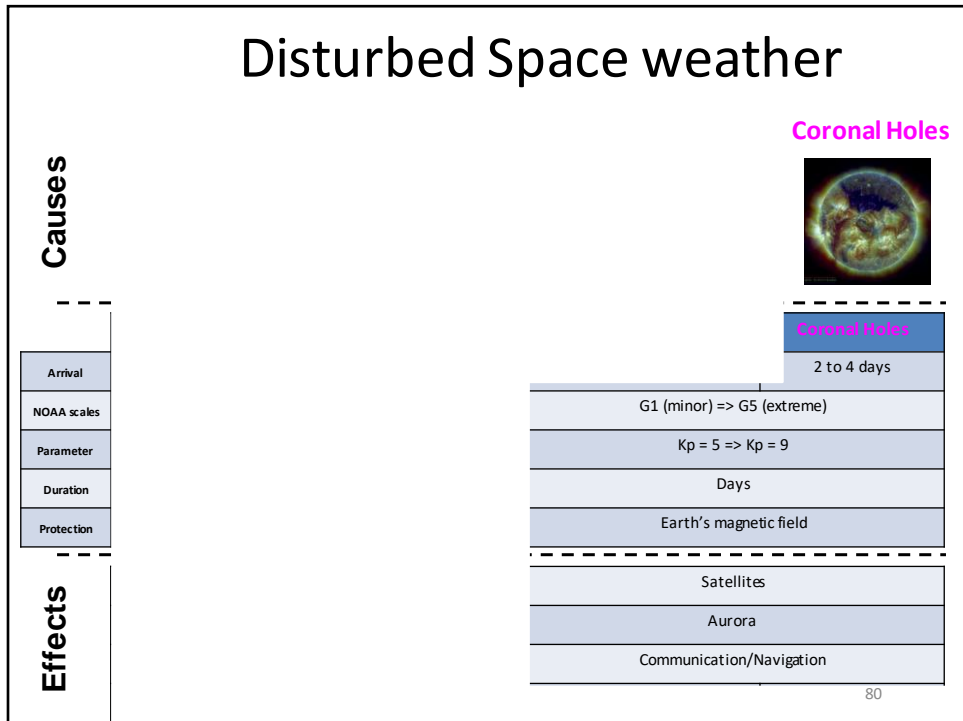 Disturbed Space weather
Coronal Holes
Causes
Coronal Holes
Arrival
2 to 4 days
NOAA scales
G1 (minor) => G5 (extreme)
Parameter
Kp = 5 => Kp = 9
Duration
Days
Protection
Earth’s magnetic field
Effects
Satellites
Aurora
Communication/Navigation
80